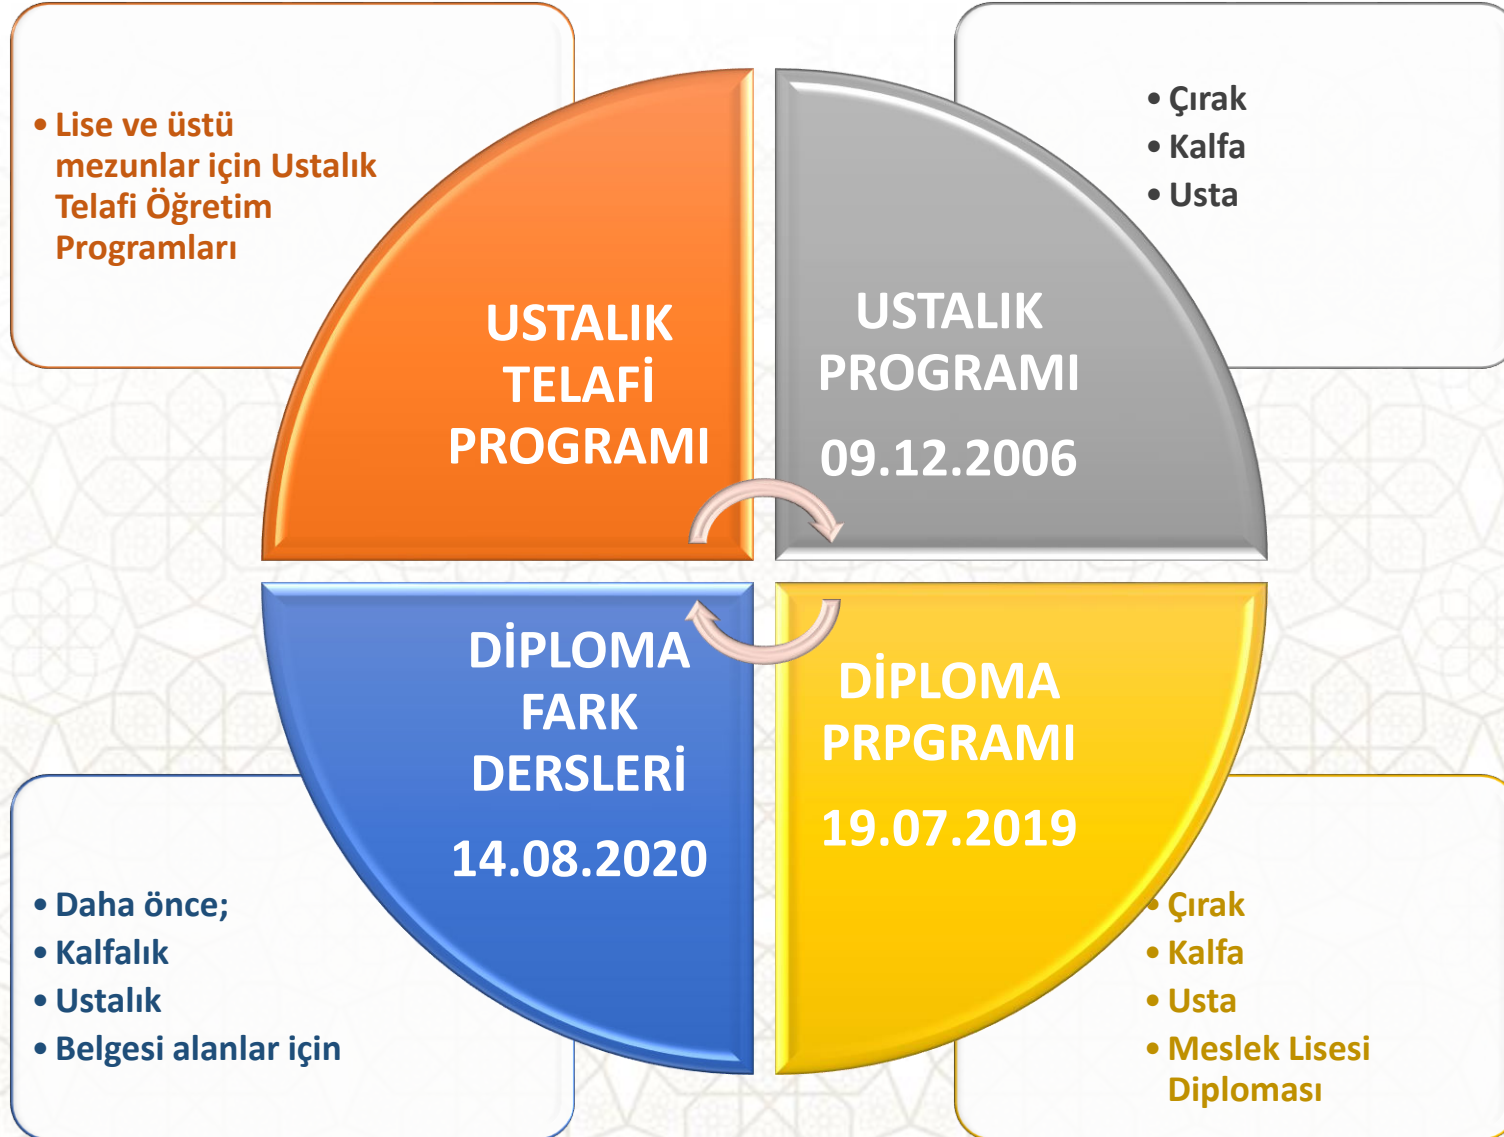 • Lise ve üstü
mezunlar için Ustalık
Telafi Öğretim
Programları
USTALIK
TELAFİ
PROGRAMI
USTALIK
PROGRAMI
09.12.2006
• Çırak
• Kalfa
• Usta
DİPLOMA
FARK
DERSLERİ
14.08.2020
• Daha önce;
• Kalfalık
• Ustalık
• Belgesi alanlar için
DİPLOMA
PRPGRAMI
19.07.2019
• Çırak
• Kalfa
• Usta
• Meslek Lisesi
Diploması